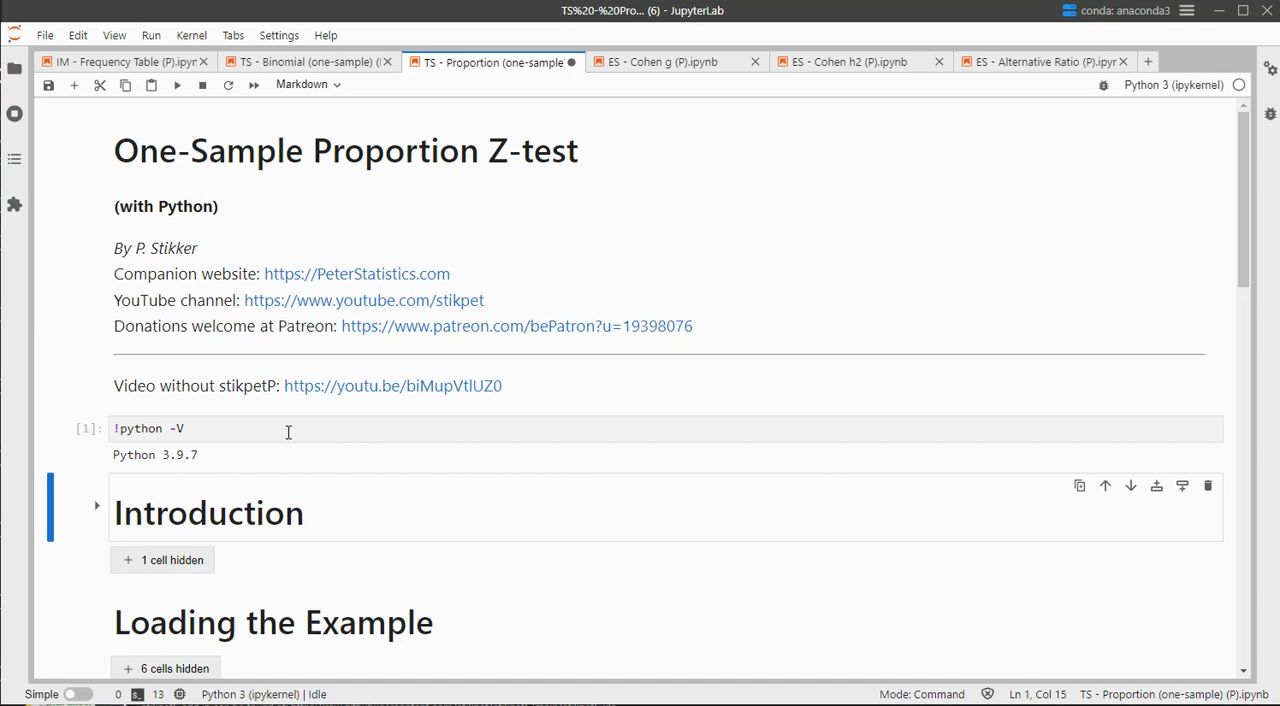 TS%20-%20Pro... (6) - JupyterLab
conda: anaconda3
File Edit View Run Kernel Tabs Settings Help
IM - Frequency Table (P).ipyn
TS - Binomial (one-sample) (
TS - Proportion (one-sample
ES - Cohen g (P).ipynb
ES - Cohen h2 (P).ipynb
ES - Alternative Ratio (P).ipyr
Markdown
Python 3 (ipykernel)
One-Sample Proportion Z-test
(with Python)
By P. Stikker
Companion website: https://PeterStatistics.com
YouTube channel: https://www.youtube.com/stikpet
Donations welcome at Patreon: https://www.patreon.com/bePatron?u=19398076
Video without stikpetP: https://youtu.be/biMupVtlUZ0
[1]: !python -V
Python 3.9.7
Introduction
+ 1 cell hidden
Loading the Example
+ 6 cells hidden
Simple 0 13 Python 3 (ipykernel) | Idle Mode: Command Ln 1, Col 15 TS - Proportion (one-sample) (P).ipynb